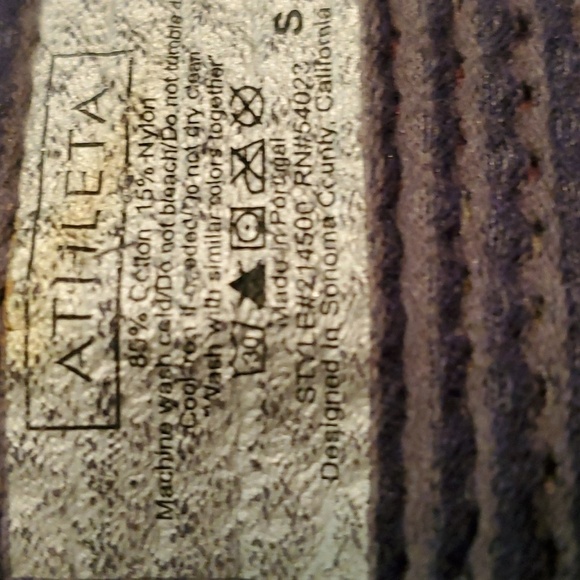 ATHLETA
85% Cotton 15% Nylon
Machine wash cold/Do not bleach/Do not tumble d
Cool iron if needed/Do not dry clean
"Wash with similar colors together"
30
Made in Portugal
STYLE#214500 RN#54023 S
Designed in Sonoma County, California